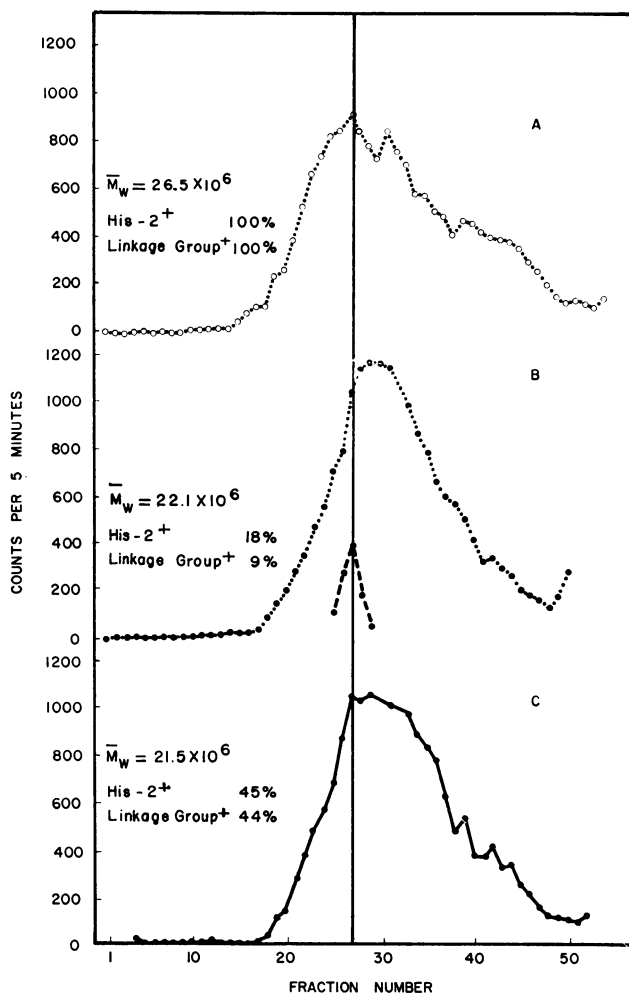 1200
1000
800
600
400
200
0
A
M̅w = 26.5 X 10⁶
His - 2⁺ 100%
Linkage Group⁺ 100%
1200
1000
800
600
400
200
0
B
M̅w = 22.1 X 10⁶
His - 2⁺ 18%
Linkage Group⁺ 9%
1200
1000
800
600
400
200
0
C
M̅w = 21.5 X 10⁶
His - 2⁺ 45%
Linkage Group⁺ 44%
COUNTS PER 5 MINUTES
1 10 20 30 40 50
FRACTION NUMBER